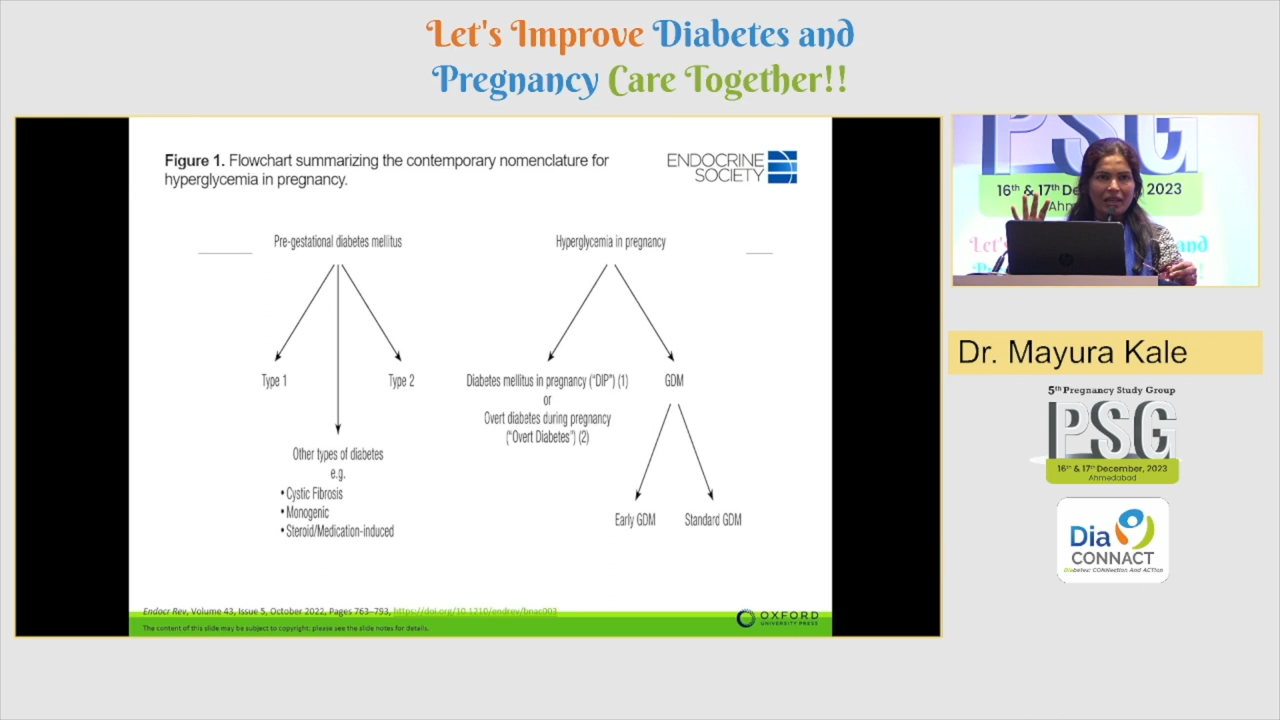 Let's Improve Diabetes and
Pregnancy Care Together!!
Figure 1. Flowchart summarizing the contemporary nomenclature for
hyperglycemia in pregnancy.
ENDOCRINE
SOCIETY
Pre-gestational diabetes mellitus
Hyperglycemia in pregnancy
Type 1
Type 2
Diabetes mellitus in pregnancy (“DIP”) (1)
or
Overt diabetes during pregnancy
(“Overt Diabetes”) (2)
GDM
Other types of diabetes
e.g.
• Cystic Fibrosis
• Monogenic
• Steroid/Medication-induced
Early GDM
Standard GDM
Endocr Rev, Volume 43, Issue 5, October 2022, Pages 763–793, https://doi.org/10.1210/endrev/bnac003
The content of this slide may be subject to copyright: please see the slide notes for details.
OXFORD
UNIVERSITY PRESS
PSG
16th & 17th De 2023
Ahm
Let's and
Dr. Mayura Kale
5th Pregnancy Study Group
PSG
16th & 17th December, 2023
Ahmedabad
Dia
CONNACT
Diabetes: CONNection And ACTion